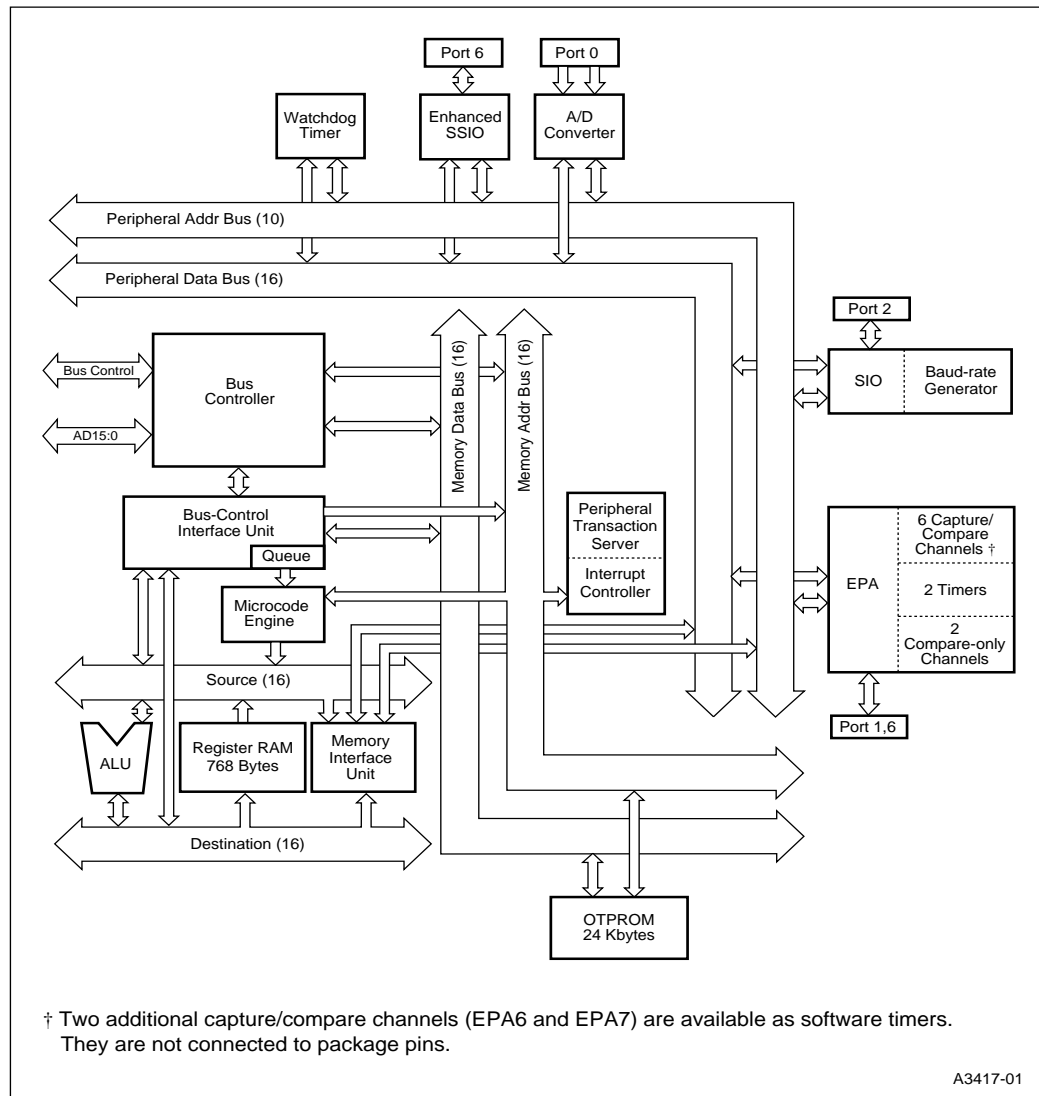 Port 6
Port 0
Watchdog
Timer
Enhanced
SSIO
A/D
Converter
Peripheral Addr Bus (10)
Peripheral Data Bus (16)
Port 2
SIO
Baud-rate
Generator
Bus Control
AD15:0
Bus
Controller
Memory Data Bus (16)
Memory Addr Bus (16)
Bus-Control
Interface Unit
Queue
Microcode
Engine
Peripheral
Transaction
Server
Interrupt
Controller
EPA
6 Capture/
Compare
Channels †
2 Timers
2
Compare-only
Channels
Port 1,6
Source (16)
ALU
Register RAM
768 Bytes
Memory
Interface
Unit
Destination (16)
OTPROM
24 Kbytes
† Two additional capture/compare channels (EPA6 and EPA7) are available as software timers.
They are not connected to package pins.
A3417-01